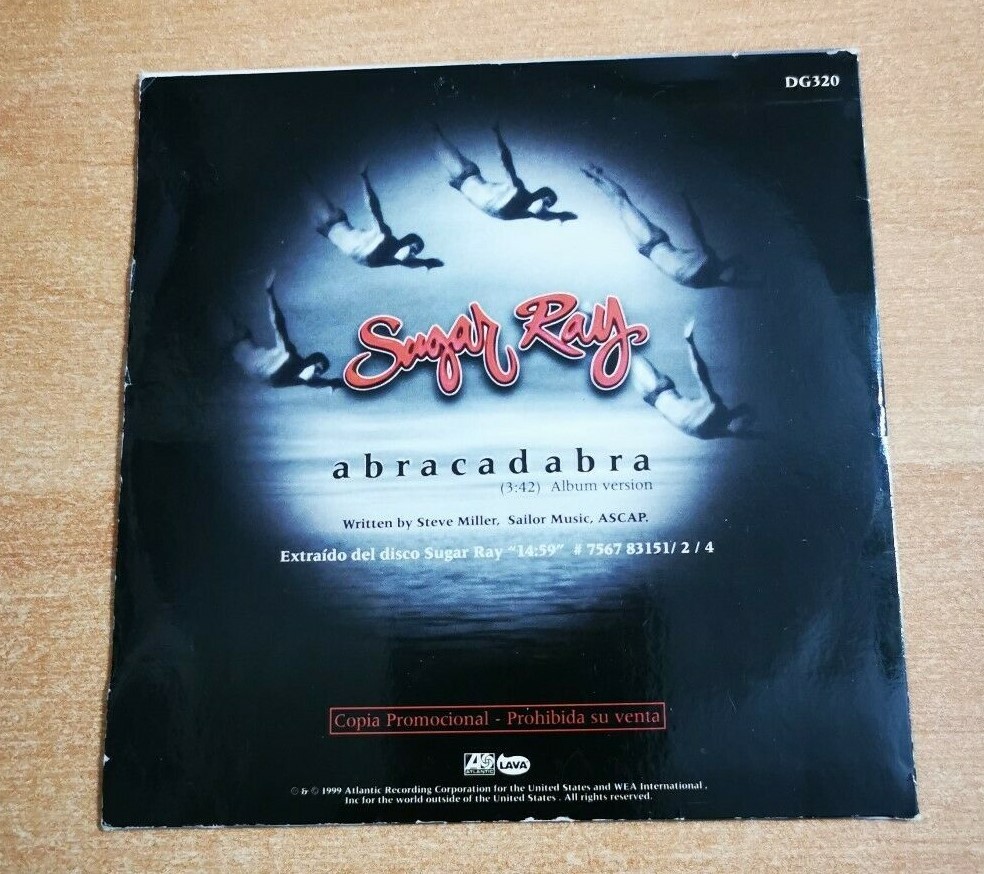 DG320
Sugar Ray
abracadabra
(3:42) Album version
Written by Steve Miller, Sailor Music, ASCAP.
Extraído del disco Sugar Ray "14:59" # 7567 83151/ 2 / 4
Copia Promocional - Prohibida su venta
ATLANTIC LAVA
℗ & © 1999 Atlantic Recording Corporation for the United States and WEA International ,
Inc for the world outside of the United States . All rights reserved.